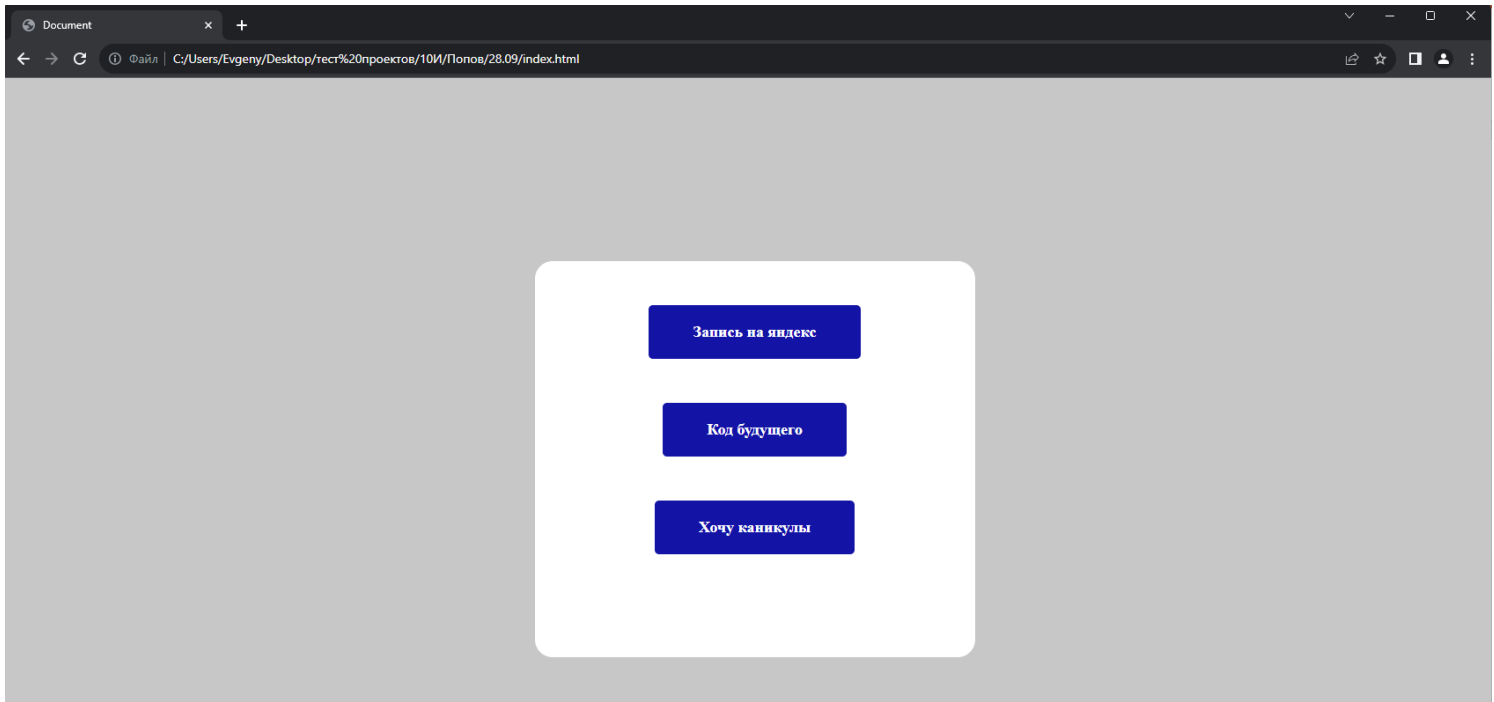 Document
Файл C:/Users/Evgeny/Desktop/тест%20проектов/10И/Попов/28.09/index.html
Запись на яндекс
Код будущего
Хочу каникулы